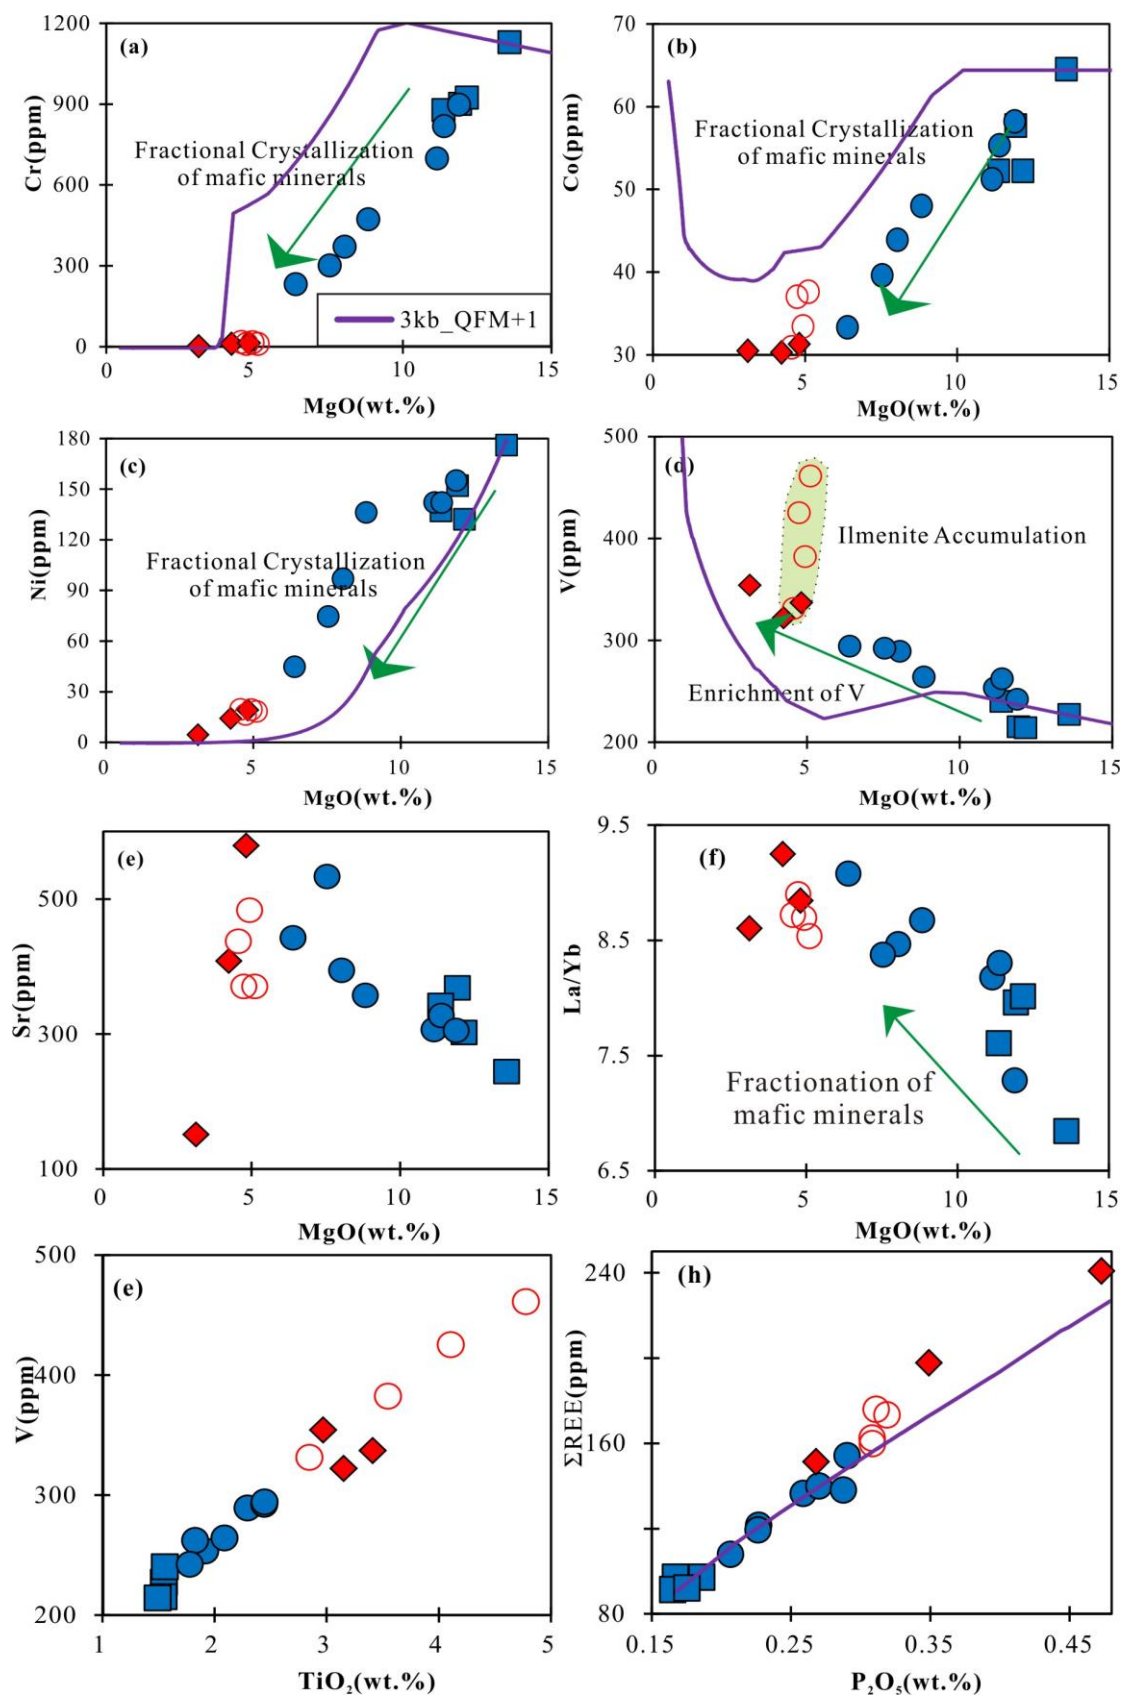 (a)
Cr(ppm)
1200
900
600
300
0
Fractional Crystallization
of mafic minerals
3kb_QFM+1
0 5 10 15
MgO(wt.%)
(b)
Co(ppm)
70
60
50
40
30
Fractional Crystallization
of mafic minerals
0 5 10 15
MgO(wt.%)
(c)
Ni(ppm)
180
150
120
90
60
30
0
Fractional Crystallization
of mafic minerals
0 5 10 15
MgO(wt.%)
(d)
V(ppm)
500
400
300
200
Ilmenite Accumulation
Enrichment of V
0 5 10 15
MgO(wt.%)
(e)
Sr(ppm)
500
300
100
0 5 10 15
MgO(wt.%)
(f)
La/Yb
9.5
8.5
7.5
6.5
Fractionation of
mafic minerals
0 5 10 15
MgO(wt.%)
(e)
V(ppm)
500
400
300
200
1 2 3 4 5
TiO₂(wt.%)
(h)
ΣREE(ppm)
240
160
80
0.15 0.25 0.35 0.45
P₂O₅(wt.%)